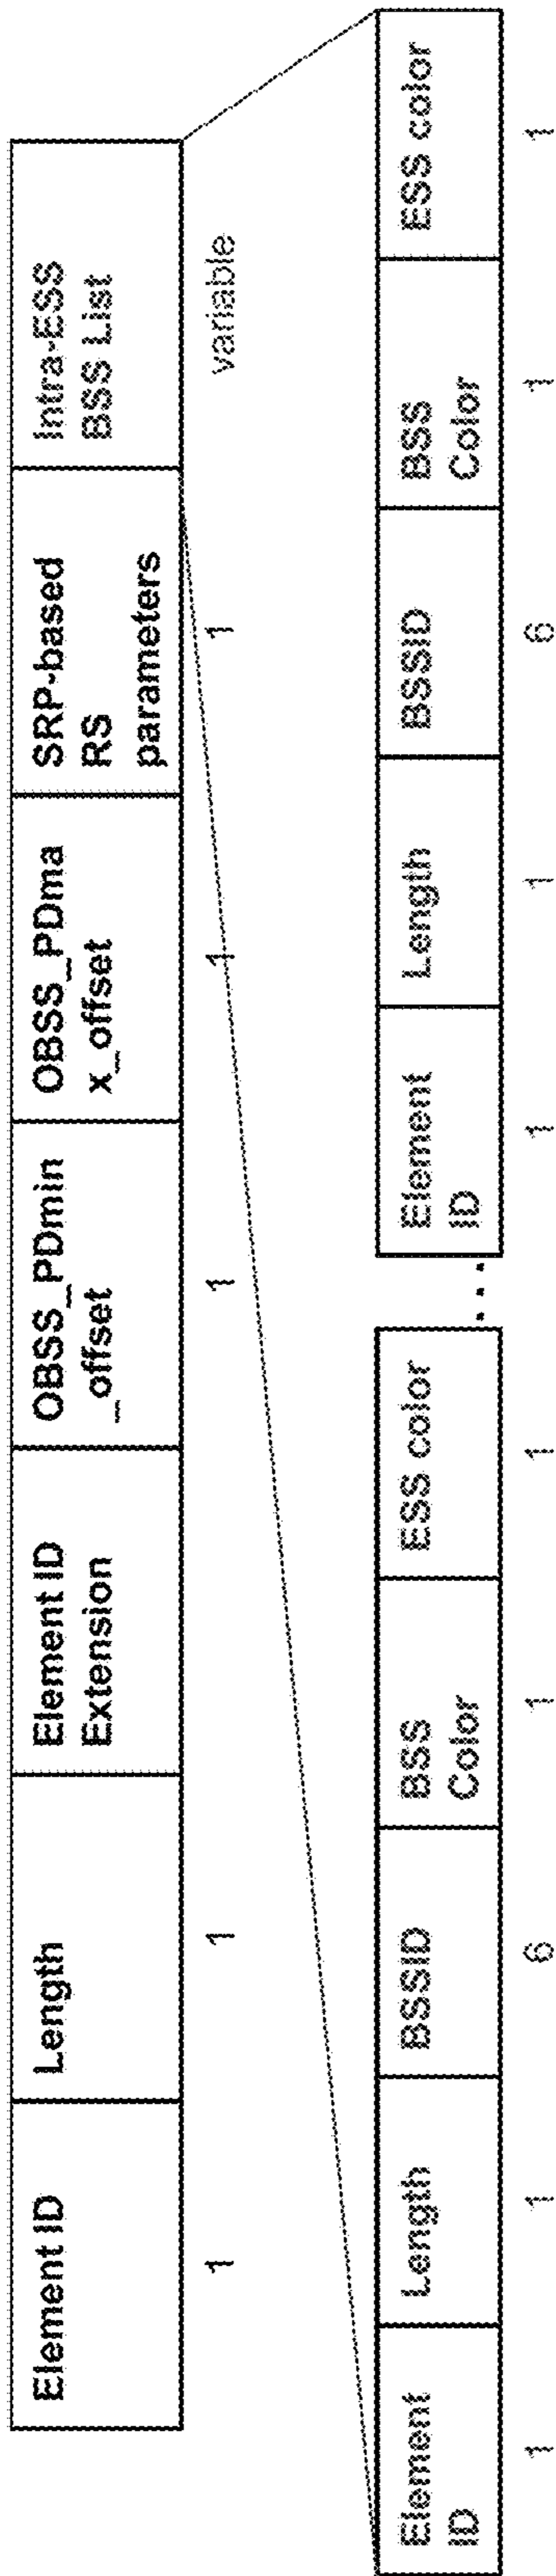 Element ID
Length
Element ID
Extension
OBSS_PDmin
_offset
OBSS_PDma
x_offset
SRP-based
RS
parameters
Intra-ESS
BSS List
1
1
1
1
1
variable
Element
ID
Length
BSSID
BSS
Color
ESS color
...
Element
ID
Length
BSSID
BSS
Color
ESS color
1
1
6
1
1
1
1
6
1
1